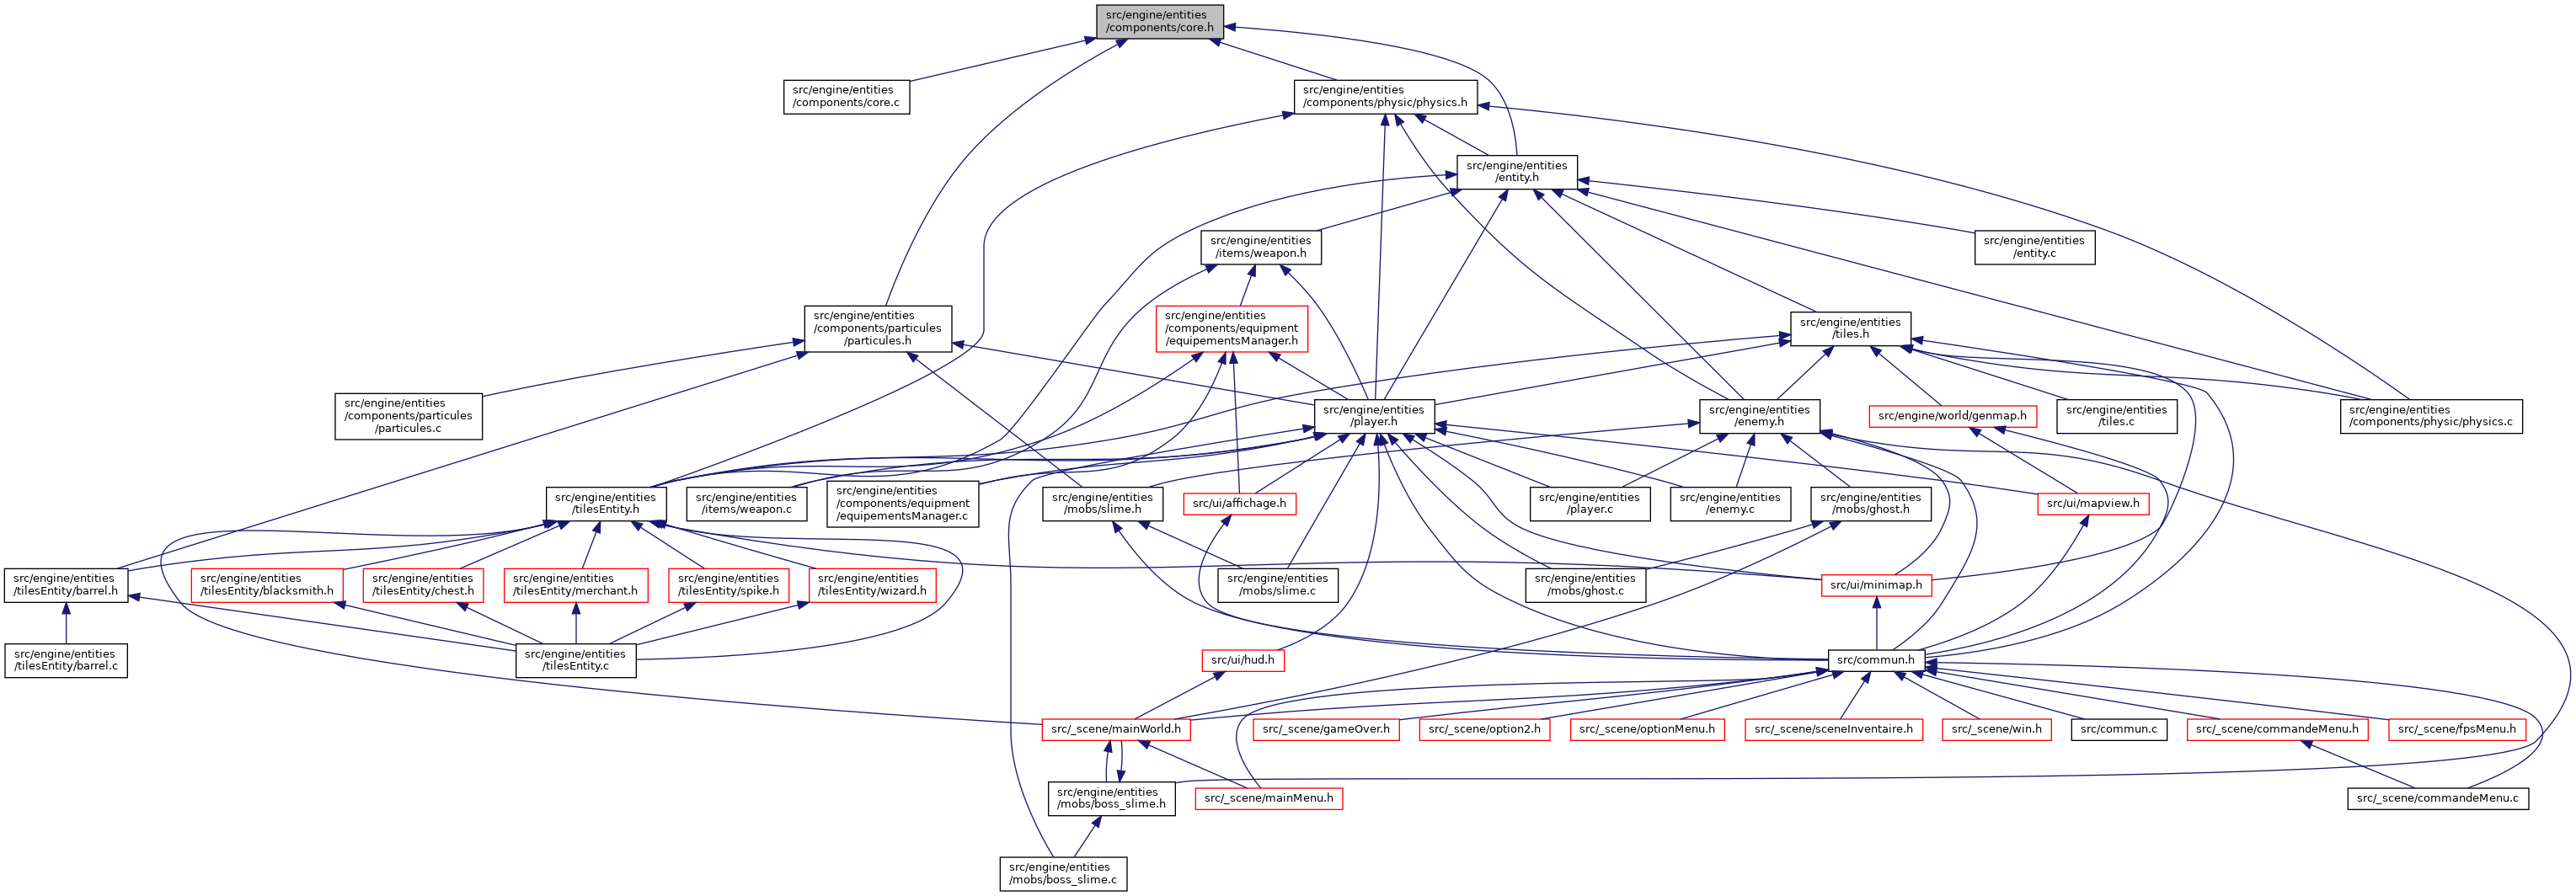 src/engine/entities
/components/core.h
src/engine/entities
/components/core.c
src/engine/entities
/components/physic/physics.h
src/engine/entities
/entity.h
src/engine/entities
/items/weapon.h
src/engine/entities
/entity.c
src/engine/entities
/components/particules
/particules.h
src/engine/entities
/components/equipment
/equipementsManager.h
src/engine/entities
/tiles.h
src/engine/entities
/components/particules
/particules.c
src/engine/entities
/player.h
src/engine/entities
/enemy.h
src/engine/world/genmap.h
src/engine/entities
/tiles.c
src/engine/entities
/components/physic/physics.c
src/engine/entities
/tilesEntity.h
src/engine/entities
/items/weapon.c
src/engine/entities
/components/equipment
/equipementsManager.c
src/engine/entities
/mobs/slime.h
src/ui/affichage.h
src/engine/entities
/player.c
src/engine/entities
/enemy.c
src/engine/entities
/mobs/ghost.h
src/ui/mapview.h
src/engine/entities
/tilesEntity/barrel.h
src/engine/entities
/tilesEntity/blacksmith.h
src/engine/entities
/tilesEntity/chest.h
src/engine/entities
/tilesEntity/merchant.h
src/engine/entities
/tilesEntity/spike.h
src/engine/entities
/tilesEntity/wizard.h
src/engine/entities
/mobs/slime.c
src/engine/entities
/mobs/ghost.c
src/ui/minimap.h
src/engine/entities
/tilesEntity/barrel.c
src/engine/entities
/tilesEntity.c
src/ui/hud.h
src/commun.h
src/_scene/mainWorld.h
src/_scene/gameOver.h
src/_scene/option2.h
src/_scene/optionMenu.h
src/_scene/sceneInventaire.h
src/_scene/win.h
src/commun.c
src/_scene/commandeMenu.h
src/_scene/fpsMenu.h
src/engine/entities
/mobs/boss_slime.h
src/_scene/mainMenu.h
src/_scene/commandeMenu.c
src/engine/entities
/mobs/boss_slime.c